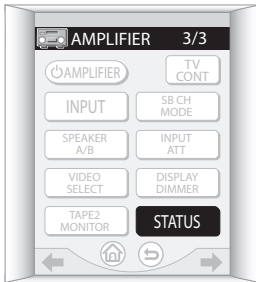 AMPLIFIER 3/3
AMPLIFIER
TV
CONT
INPUT
SB CH
MODE
SPEAKER
A/B
INPUT
ATT
VIDEO
SELECT
DISPLAY
DIMMER
TAPE2
MONITOR
STATUS